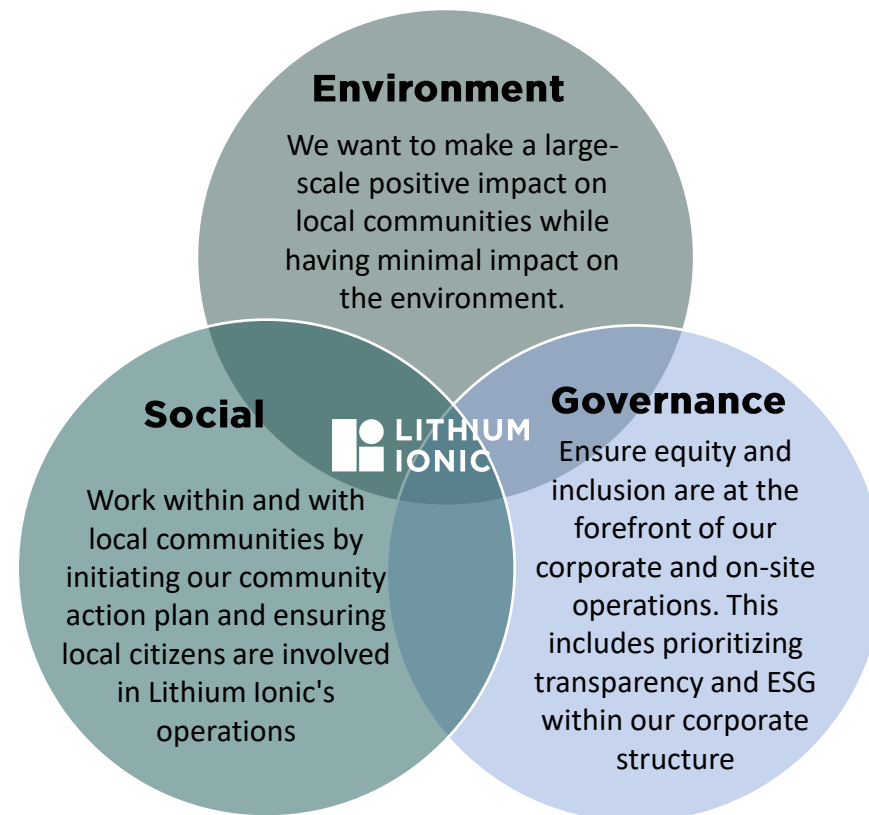 Environment
We want to make a large-
scale positive impact on
local communities while
having minimal impact on
the environment.
Social
Work within and with
local communities by
initiating our community
action plan and ensuring
local citizens are involved
in Lithium Ionic's
operations
LITHIUM
IONIC
Governance
Ensure equity and
inclusion are at the
forefront of our
corporate and on-site
operations. This
includes prioritizing
transparency and ESG
within our corporate
structure